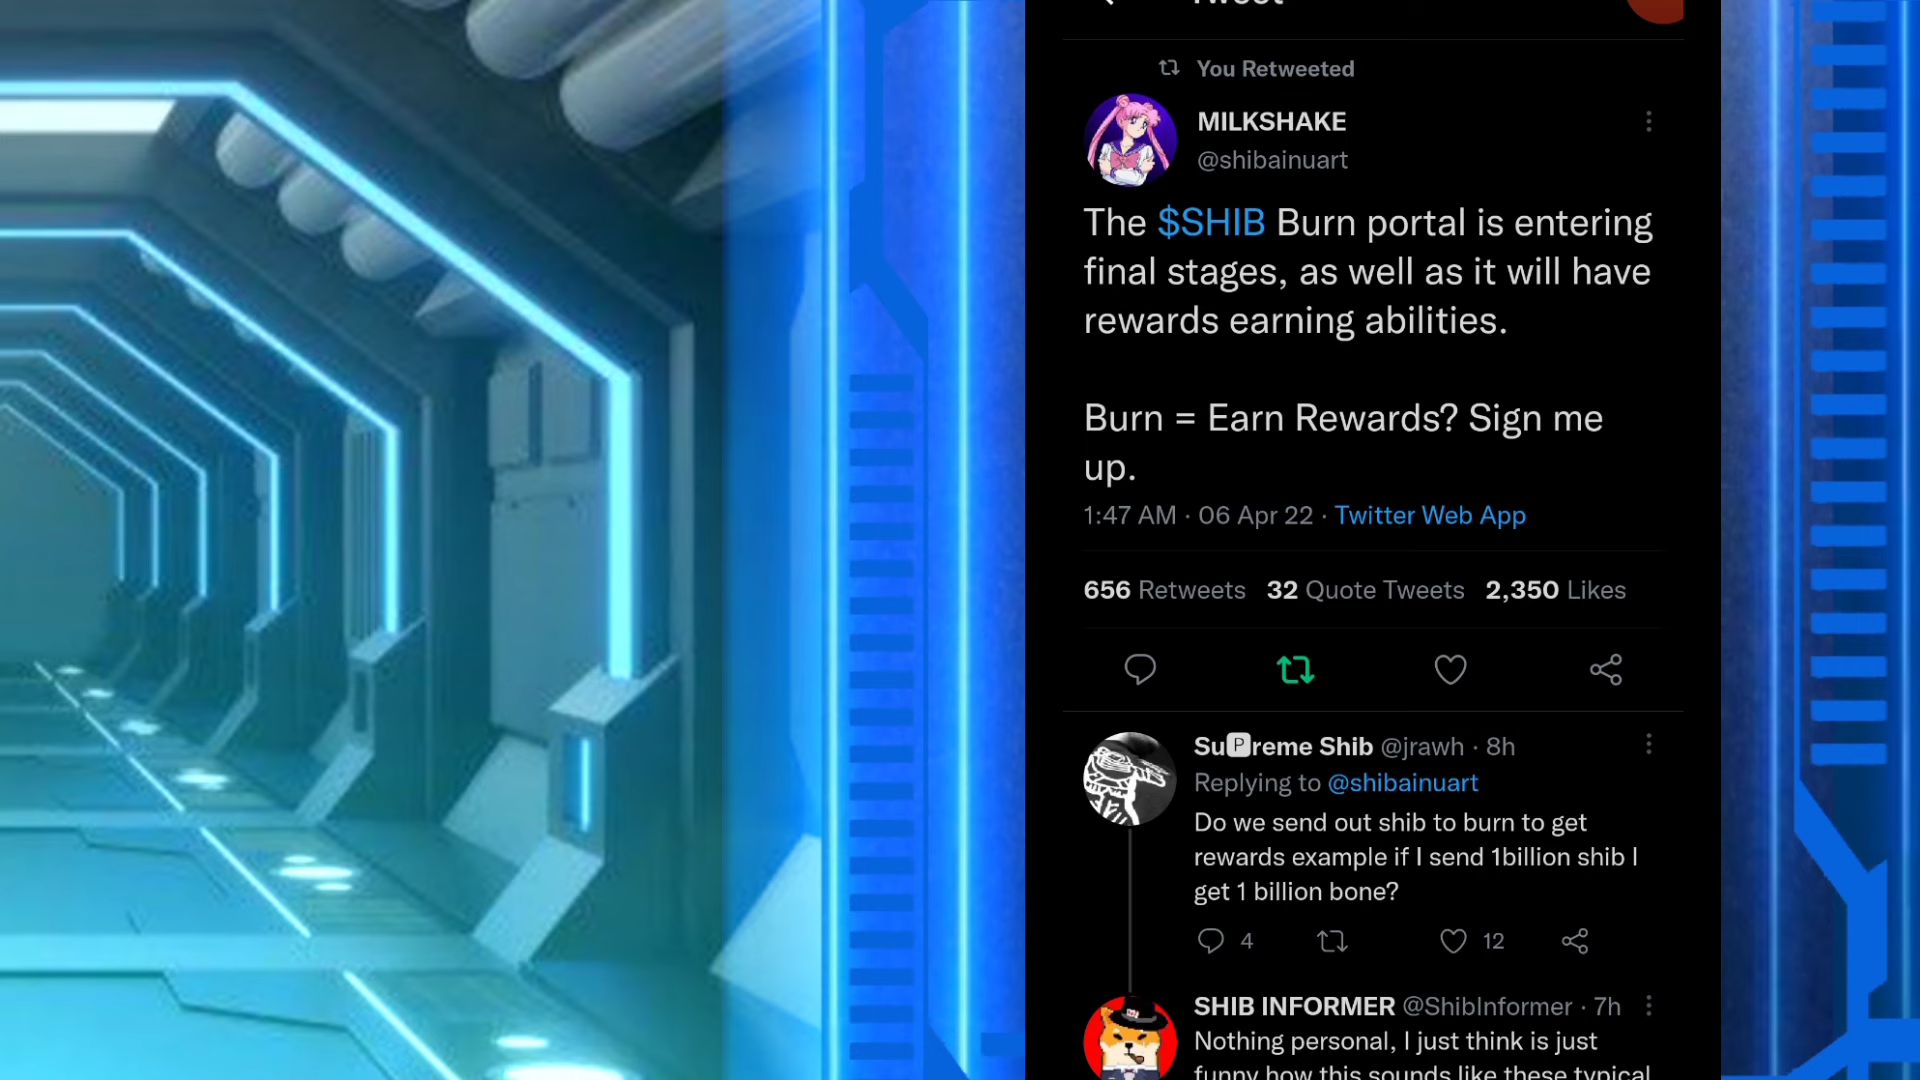 Tweet
You Retweeted
MILKSHAKE
@shibainuart
The $SHIB Burn portal is entering
final stages, as well as it will have
rewards earning abilities.
Burn = Earn Rewards? Sign me
up.
1:47 AM · 06 Apr 22 · Twitter Web App
656 Retweets 32 Quote Tweets 2,350 Likes
Su🅿reme Shib @jrawh · 8h
Replying to @shibainuart
Do we send out shib to burn to get
rewards example if I send 1billion shib I
get 1 billion bone?
4 12
SHIB INFORMER @ShibInformer · 7h
Nothing personal, I just think is just
funny how this sounds like these typical